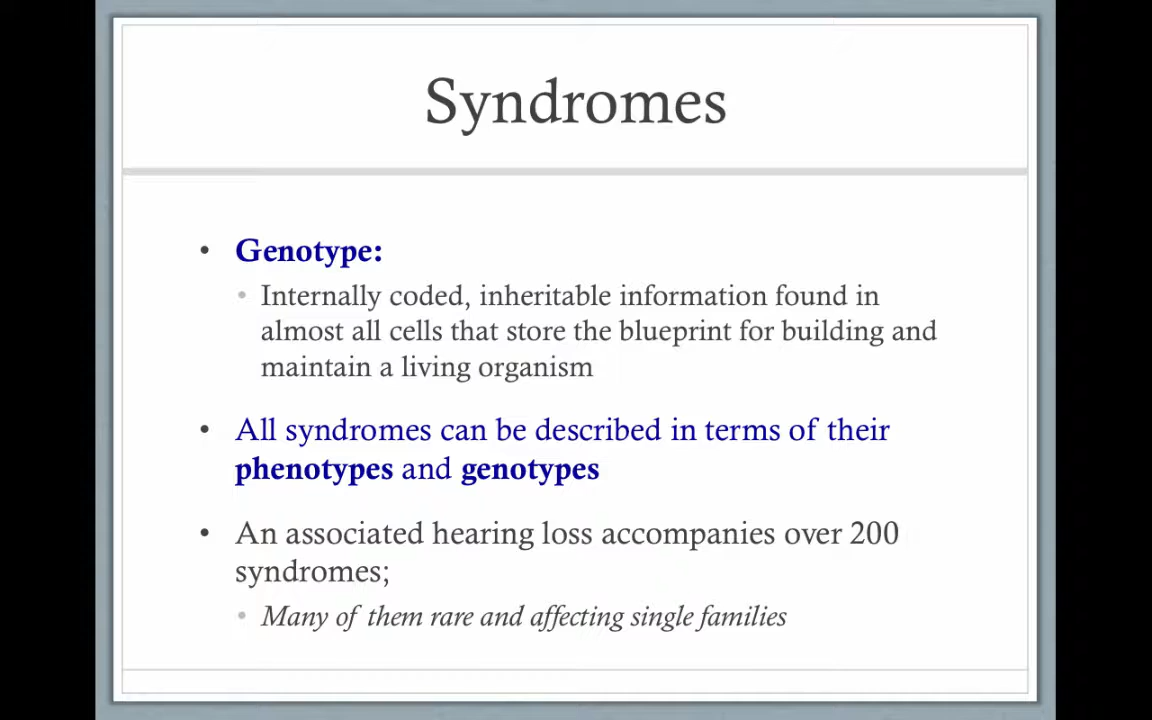 Syndromes
• Genotype:
• Internally coded, inheritable information found in
almost all cells that store the blueprint for building and
maintain a living organism
• All syndromes can be described in terms of their
phenotypes and genotypes
• An associated hearing loss accompanies over 200
syndromes;
• Many of them rare and affecting single families